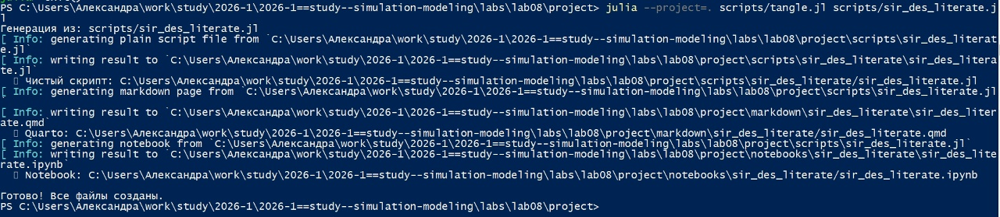 PS C:\Users\Александра\work\study\2026-1\2026-1==study--simulation-modeling\labs\lab08\project> julia --project=. scripts/tangle.jl scripts/sir_des_literate.j
l
Генерация из: scripts/sir_des_literate.jl
[ Info: generating plain script file from `C:\Users\Александра\work\study\2026-1\2026-1==study--simulation-modeling\labs\lab08\project\scripts\sir_des_literat
e.jl`
[ Info: writing result to `C:\Users\Александра\work\study\2026-1\2026-1==study--simulation-modeling\labs\lab08\project\scripts\sir_des_literate\sir_des_litera
te.jl`
Чистый скрипт: C:\Users\Александра\work\study\2026-1\2026-1==study--simulation-modeling\labs\lab08\project\scripts\sir_des_literate/sir_des_literate.jl
[ Info: generating markdown page from `C:\Users\Александра\work\study\2026-1\2026-1==study--simulation-modeling\labs\lab08\project\scripts\sir_des_literate.jl
`
[ Info: writing result to `C:\Users\Александра\work\study\2026-1\2026-1==study--simulation-modeling\labs\lab08\project\markdown\sir_des_literate\sir_des_liter
ate.qmd`
Quarto: C:\Users\Александра\work\study\2026-1\2026-1==study--simulation-modeling\labs\lab08\project\markdown\sir_des_literate/sir_des_literate.qmd
[ Info: generating notebook from `C:\Users\Александра\work\study\2026-1\2026-1==study--simulation-modeling\labs\lab08\project\scripts\sir_des_literate.jl`
[ Info: writing result to `C:\Users\Александра\work\study\2026-1\2026-1==study--simulation-modeling\labs\lab08\project\notebooks\sir_des_literate\sir_des_lite
rate.ipynb`
Notebook: C:\Users\Александра\work\study\2026-1\2026-1==study--simulation-modeling\labs\lab08\project\notebooks\sir_des_literate/sir_des_literate.ipynb
Готово! Все файлы созданы.
PS C:\Users\Александра\work\study\2026-1\2026-1==study--simulation-modeling\labs\lab08\project>